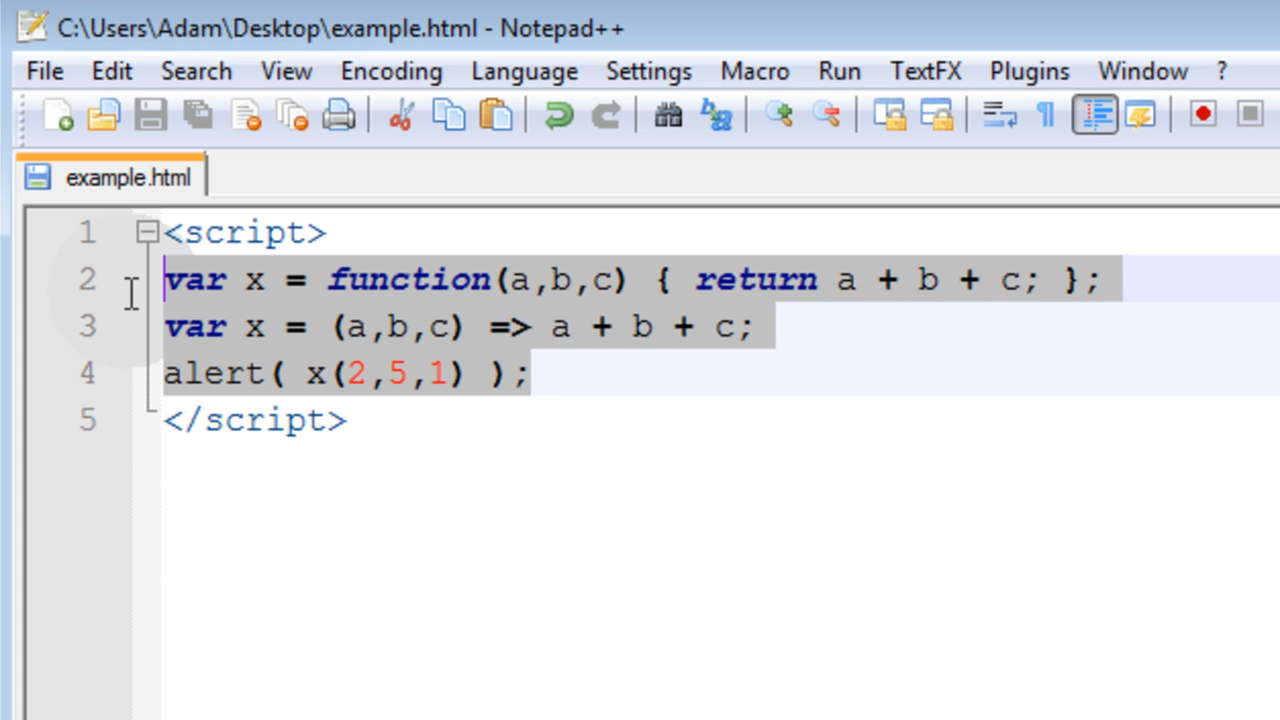 C:\Users\Adam\Desktop\example.html - Notepad++
File Edit Search View Encoding Language Settings Macro Run TextFX Plugins Window ?
example.html
1 <script>
2 var x = function(a,b,c) { return a + b + c; };
3 var x = (a,b,c) => a + b + c;
4 alert( x(2,5,1) );
5 </script>